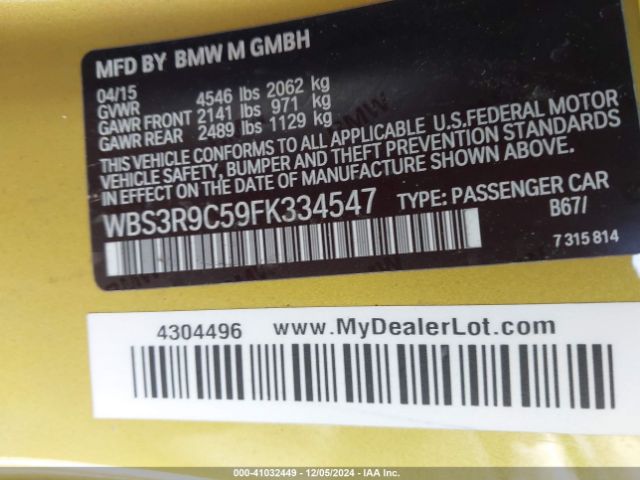 MFD BY BMW M GMBH
04/15
GVWR 4546 lbs 2062 kg
GAWR FRONT 2141 lbs 971 kg
GAWR REAR 2489 lbs 1129 kg
THIS VEHICLE CONFORMS TO ALL APPLICABLE U.S.FEDERAL MOTOR
VEHICLE SAFETY, BUMPER AND THEFT PREVENTION STANDARDS
IN EFFECT ON THE DATE OF MANUFACTURE SHOWN ABOVE.
WBS3R9C59FK334547 TYPE: PASSENGER CAR
B67/
7 315 814
4304496 www.MyDealerLot.com
000-41032449 - 12/05/2024 - IAA Inc.